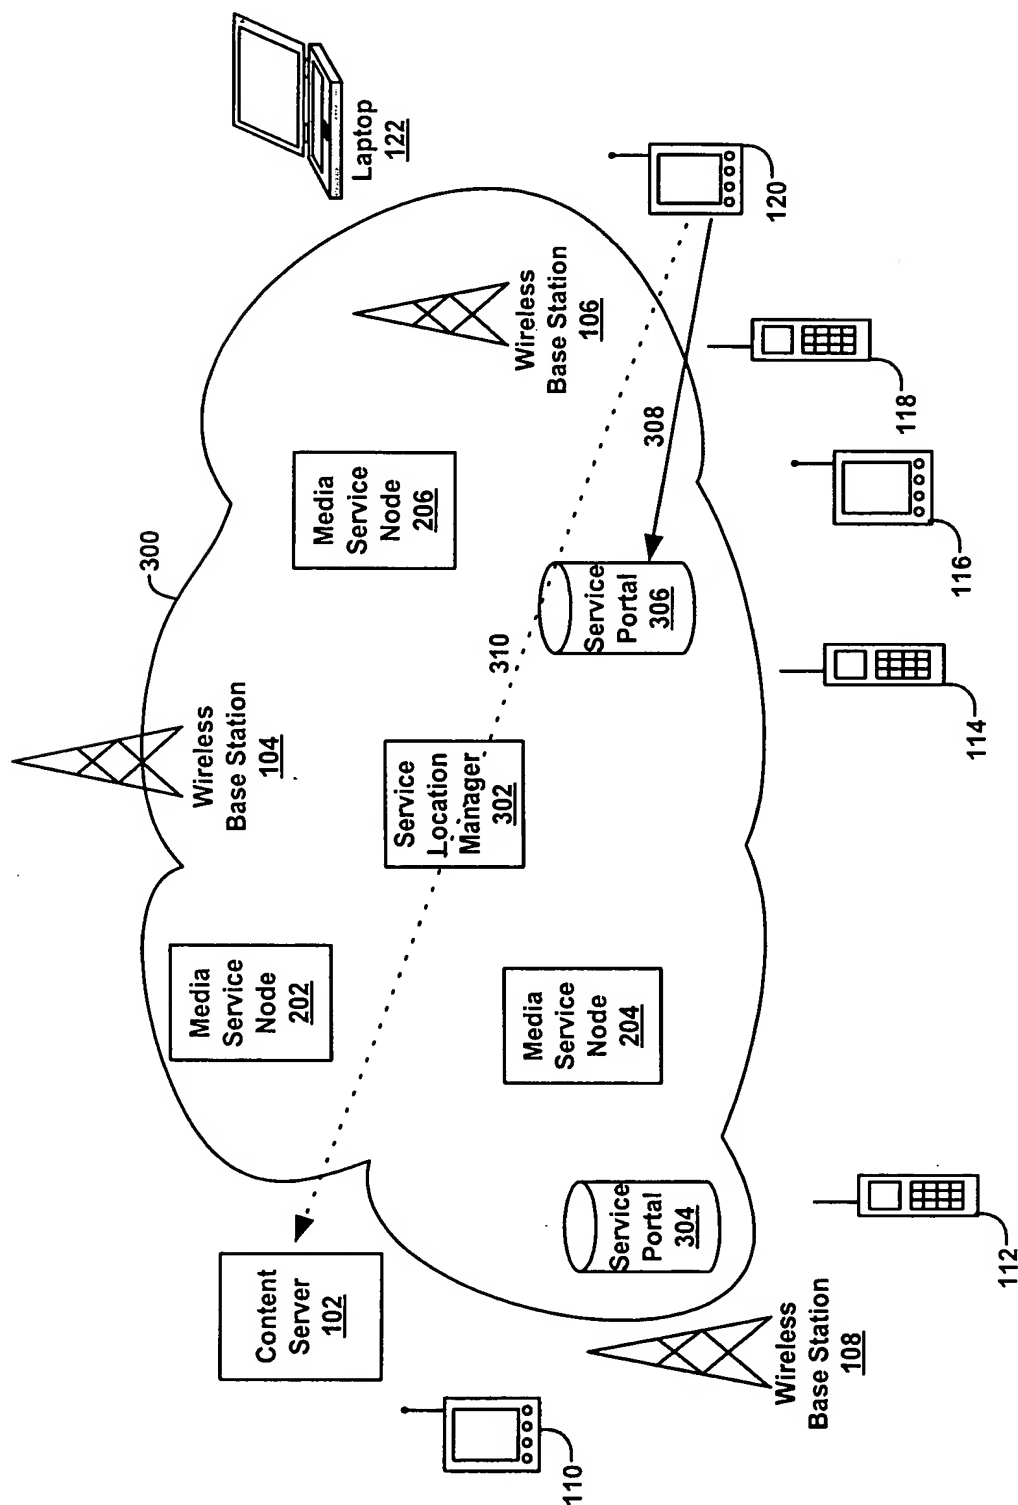 Laptop
122
Wireless
Base Station
106
120
308
118
Media
Service
Node
206
300
Service
Portal
306
116
310
Wireless
Base Station
104
Service
Location
Manager
302
114
Media
Service
Node
202
Media
Service
Node
204
Content
Server
102
Service
Portal
304
112
Wireless
Base Station
108
110